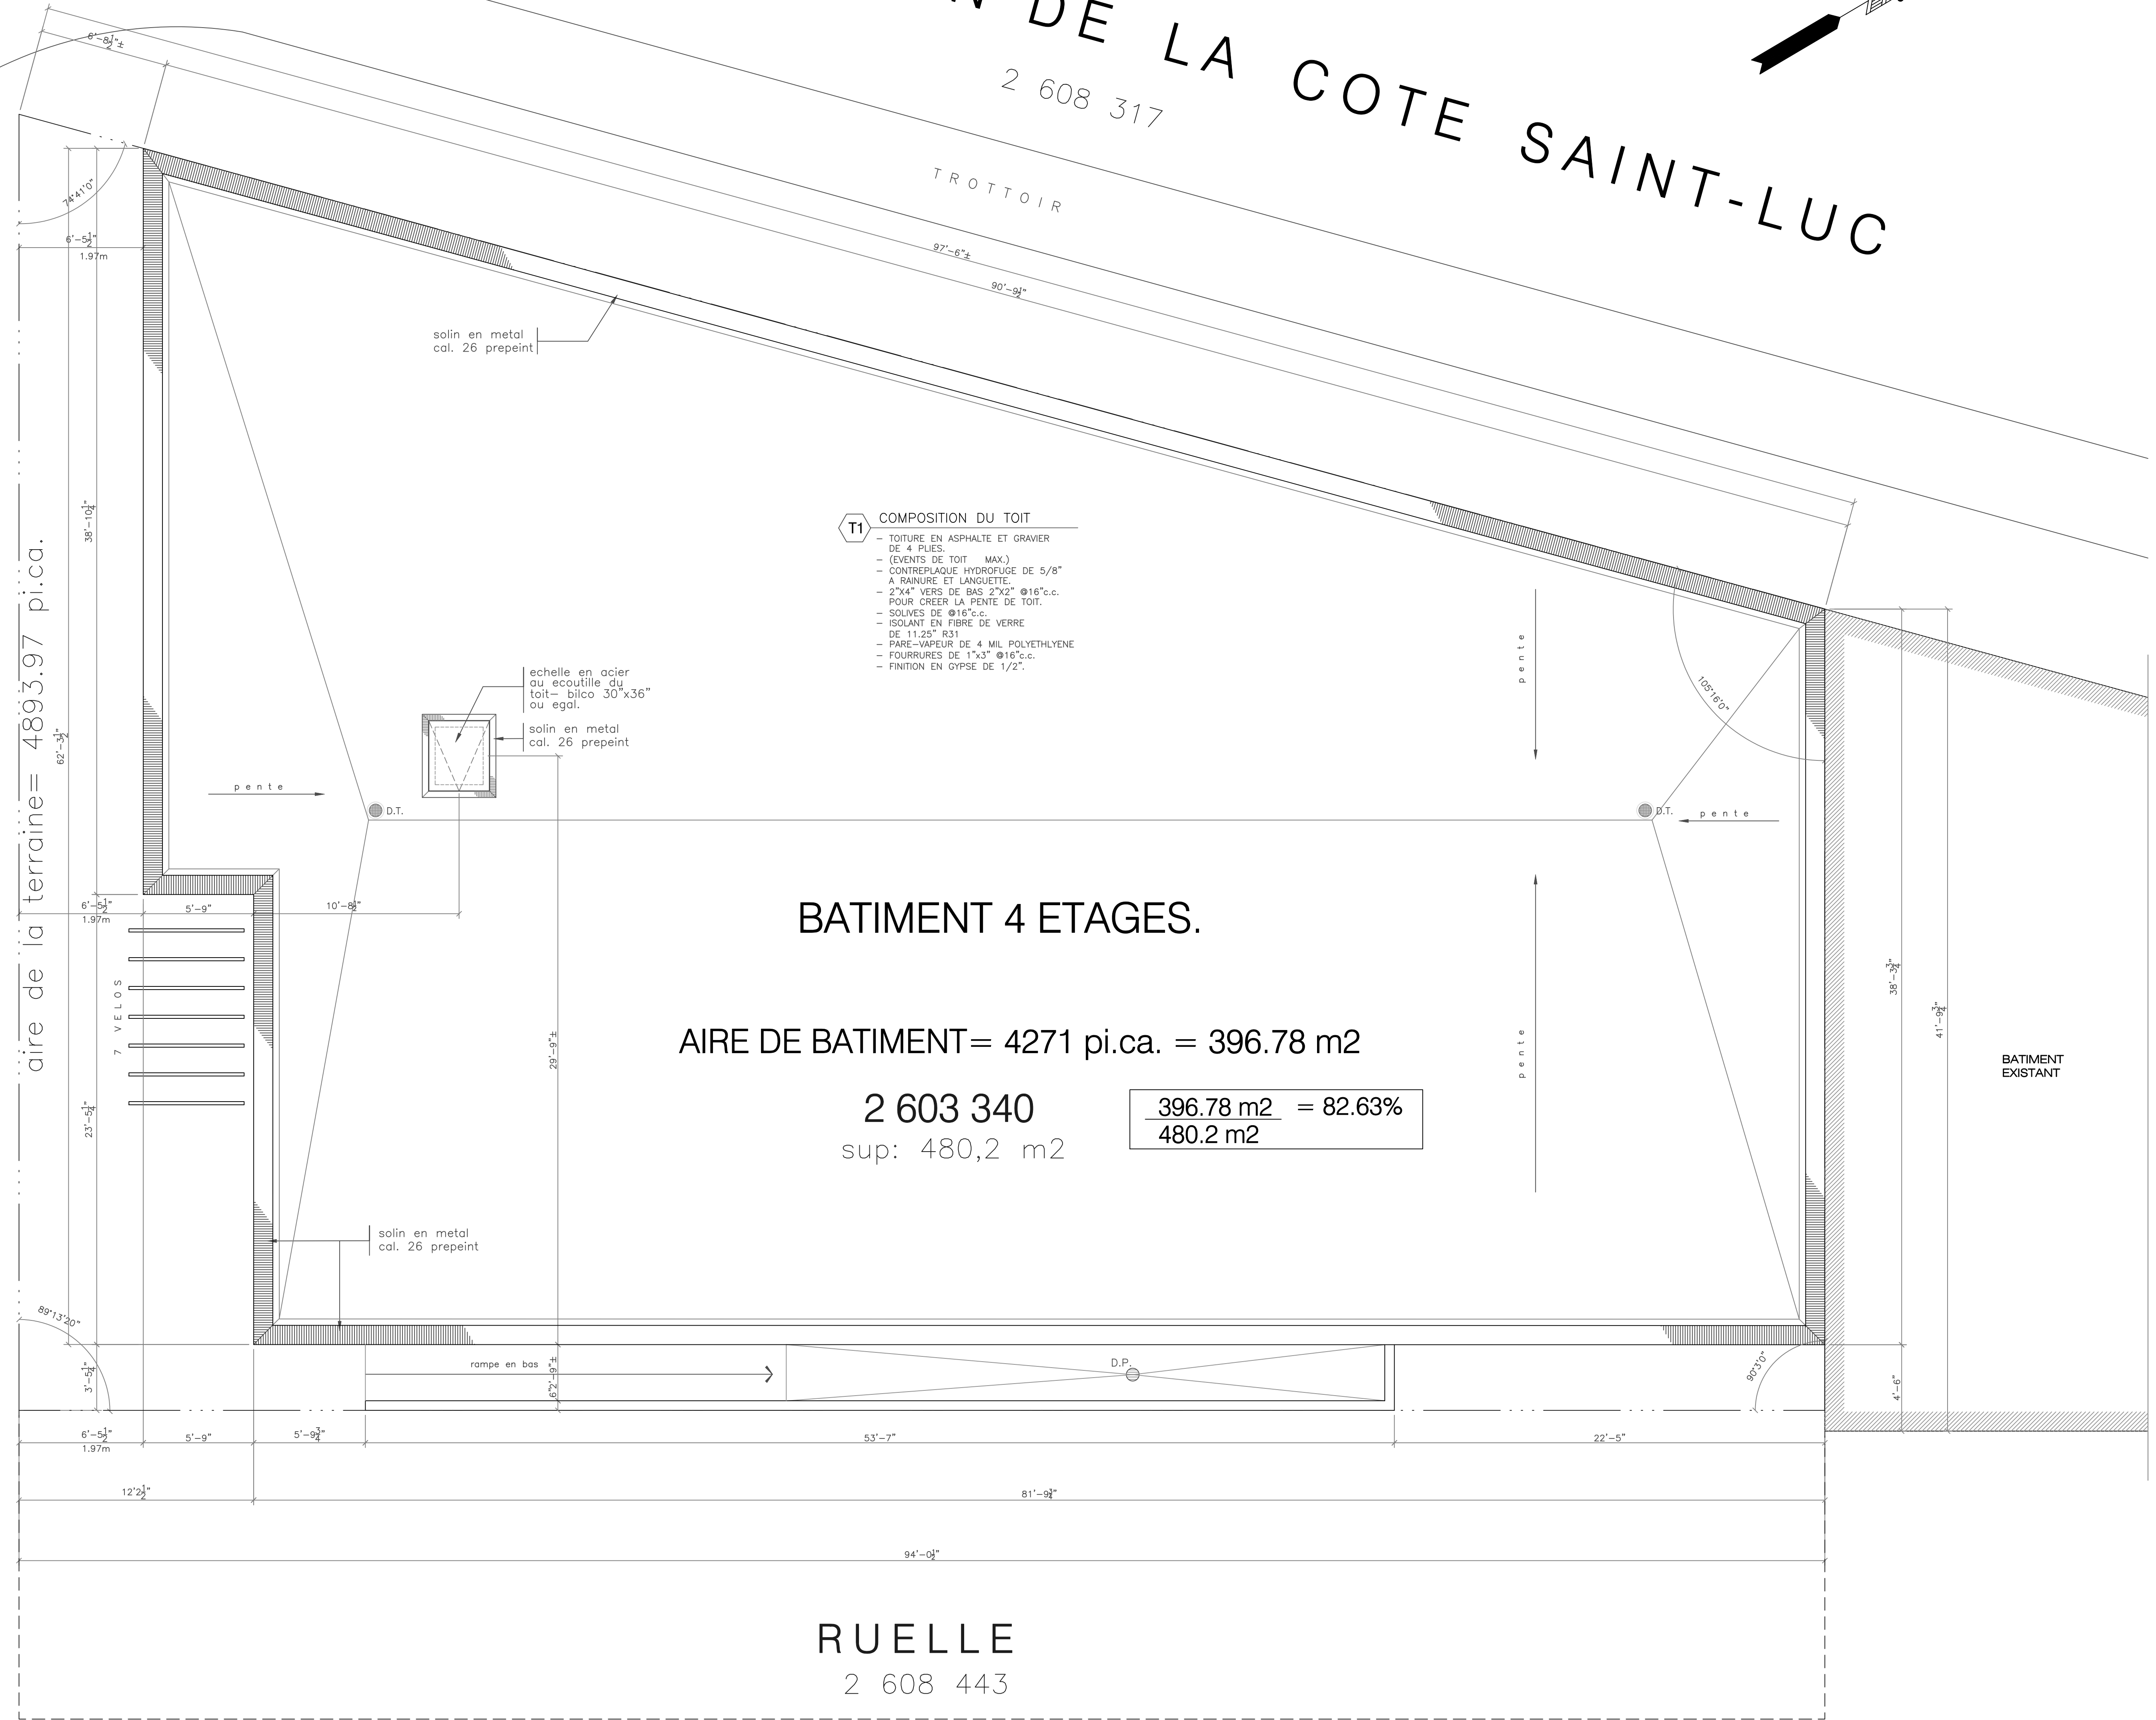 N DE LA COTE SAINT-LUC
2 608 317
TROTTOIR
6'-8½"±
97'-6"±
90'-9½"
74°41'0"
6'-5½"
1.97m
solin en metal
cal. 26 prepeint
T1 COMPOSITION DU TOIT
- TOITURE EN ASPHALTE ET GRAVIER
DE 4 PLIES.
- (EVENTS DE TOIT MAX.)
- CONTREPLAQUE HYDROFUGE DE 5/8"
A RAINURE ET LANGUETTE.
- 2"X4" VERS DE BAS 2"X2" @16"c.c.
POUR CREER LA PENTE DE TOIT.
- SOLIVES DE @16"c.c.
- ISOLANT EN FIBRE DE VERRE
DE 11.25" R31
- PARE-VAPEUR DE 4 MIL POLYETHLYENE
- FOURRURES DE 1"x3" @16"c.c.
- FINITION EN GYPSE DE 1/2".
38'-10¼"
aire de la terraine= 4893.97 pi.ca.
62'-3½"
echelle en acier
au ecoutille du
toit- bilco 30"x36"
ou egal.
solin en metal
cal. 26 prepeint
pente
105°16'0"
pente
D.T.
D.T.
pente
6'-5½"
1.97m
5'-9"
10'-8½"
BATIMENT 4 ETAGES.
7 VELOS
23'-5¼"
29'-9"±
AIRE DE BATIMENT= 4271 pi.ca. = 396.78 m2
2 603 340
sup: 480,2 m2
396.78 m2 = 82.63%
480.2 m2
pente
38'-3¾"
41'-9¾"
BATIMENT
EXISTANT
solin en metal
cal. 26 prepeint
89°13'20"
3'-5¼"
rampe en bas
2'-9"±
6"
D.P.
90°3'0"
4'-6"
6'-5½"
1.97m
5'-9"
5'-9¾"
53'-7"
22'-5"
12'2½"
81'-9¾"
94'-0½"
RUELLE
2 608 443